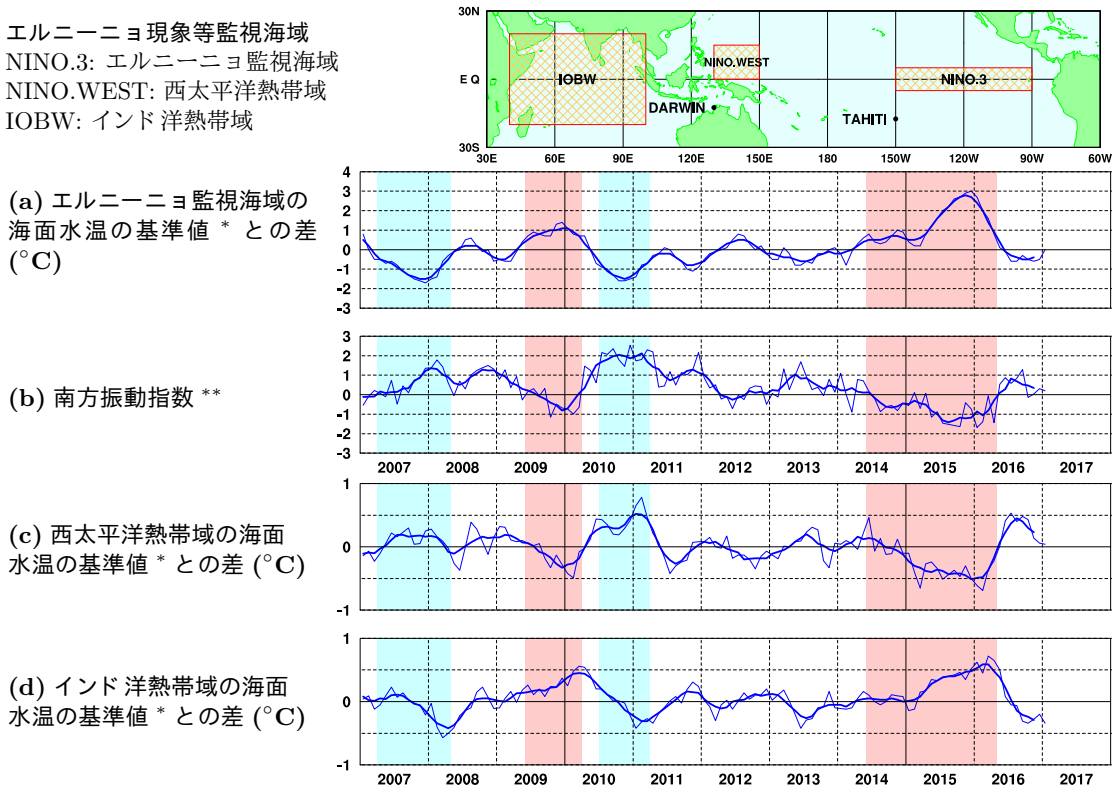 エルニーニョ現象等監視海域
NINO.3: エルニーニョ監視海域
NINO.WEST: 西太平洋熱帯域
IOBW: インド洋熱帯域
30N
E Q
30S
IOBW
NINO.WEST
NINO.3
DARWIN
TAHITI
30E 60E 90E 120E 150E 180 150W 120W 90W 60W
(a) エルニーニョ監視海域の
海面水温の基準値 * との差
(°C)
4
3
2
1
0
-1
-2
-3
(b) 南方振動指数 **
3
2
1
0
-1
-2
-3
2007 2008 2009 2010 2011 2012 2013 2014 2015 2016 2017
(c) 西太平洋熱帯域の海面
水温の基準値 * との差 (°C)
1
0
-1
(d) インド洋熱帯域の海面
水温の基準値 * との差 (°C)
1
0
-1
2007 2008 2009 2010 2011 2012 2013 2014 2015 2016 2017